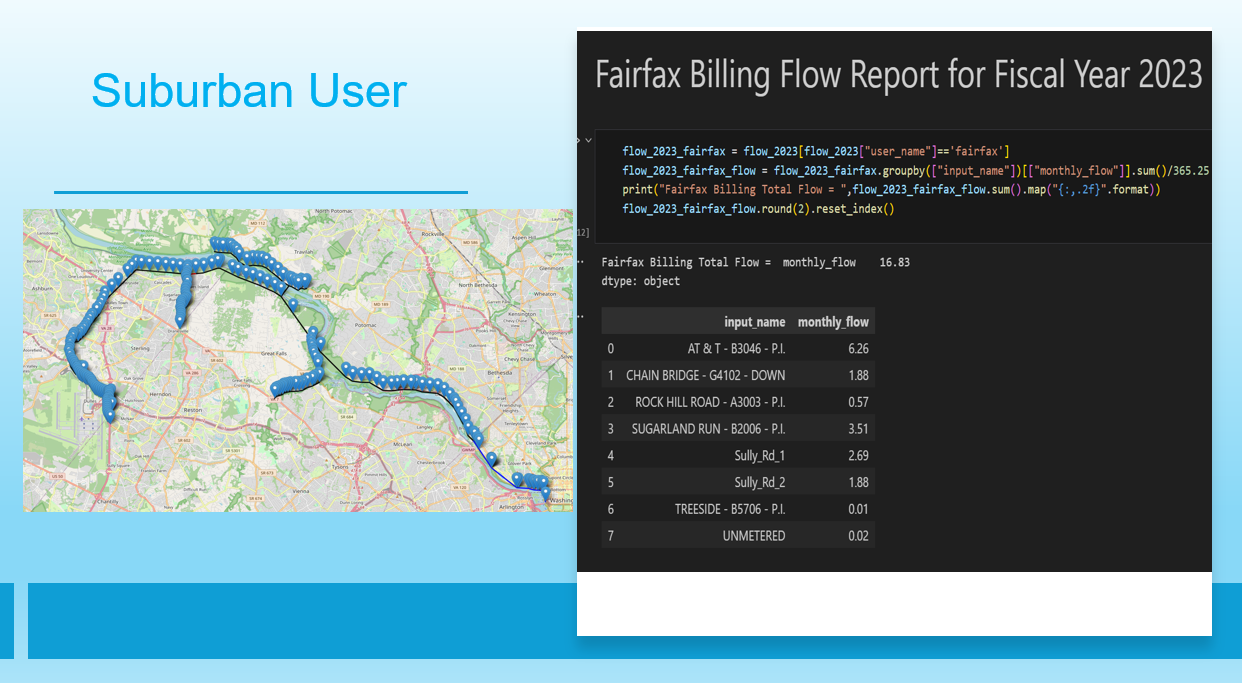 Suburban User
Fairfax Billing Flow Report for Fiscal Year 2023
flow_2023_fairfax = flow_2023[flow_2023["user_name"]=='fairfax']
flow_2023_fairfax_flow = flow_2023_fairfax.groupby(["input_name"])[["monthly_flow"]].sum()/365.25
print("Fairfax Billing Total Flow = ",flow_2023_fairfax_flow.sum().map("{:,.2f}".format))
flow_2023_fairfax_flow.round(2).reset_index()
12]
Fairfax Billing Total Flow = monthly_flow 16.83
dtype: object
input_name monthly_flow
0 AT & T - B3046 - P.I. 6.26
1 CHAIN BRIDGE - G4102 - DOWN 1.88
2 ROCK HILL ROAD - A3003 - P.I. 0.57
3 SUGARLAND RUN - B2006 - P.I. 3.51
4 Sully_Rd_1 2.69
5 Sully_Rd_2 1.88
6 TREESIDE - B5706 - P.I. 0.01
7 UNMETERED 0.02
North Potomac
Rockville
Aspen Hill
Travilah
North Bethesda
Wheaton
Ashburn
Potomac
Sterling
Great Falls
Bethesda
Chevy Chase
Herndon
Reston
McLean
Langley
Tysons
Vienna
Chantilly
Arlington